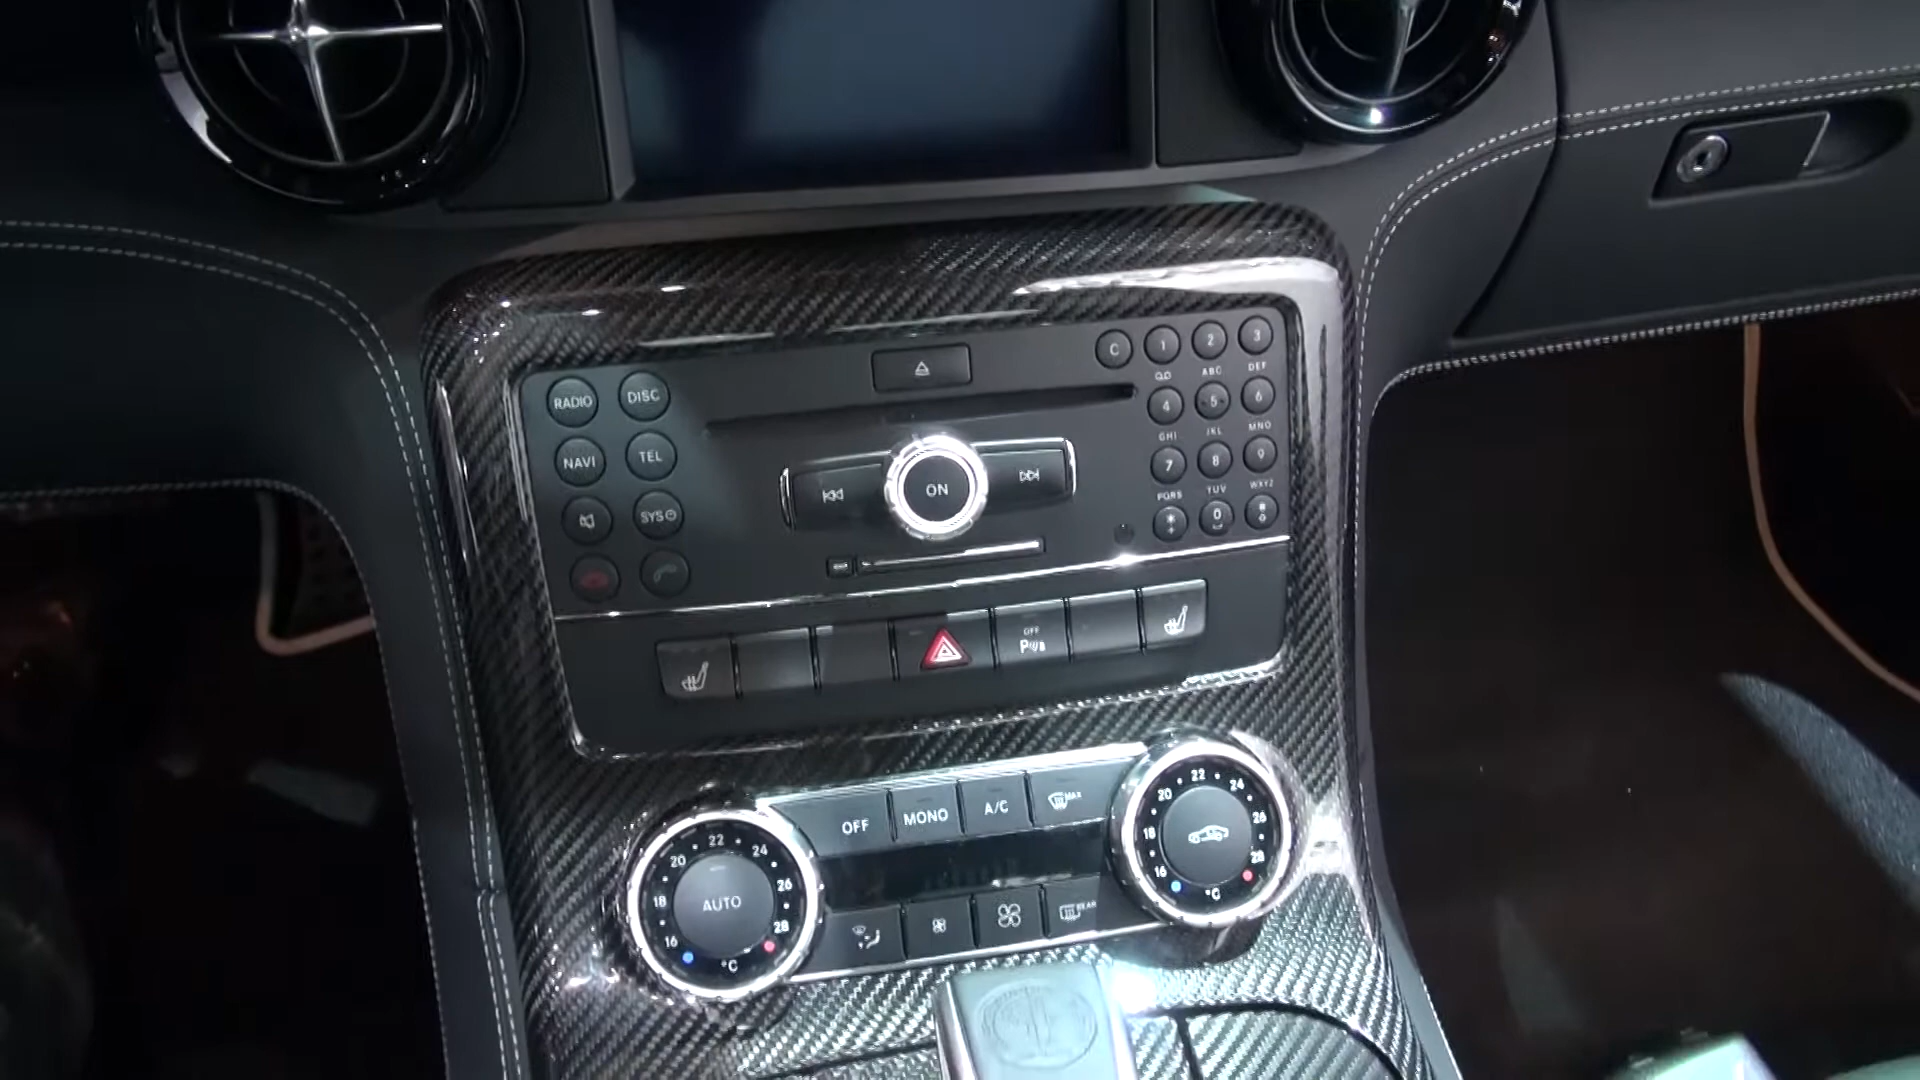 RADIO DISC
NAVI TEL
SYS
C 1 2 3
ABC DEF
4 5 6
GHI JKL MNO
7 8 9
PQRS TUV WXYZ
* 0 #
ON
OFF
OFF MONO A/C MAX
REAR
16 18 20 22 24 26 28
AUTO
°C
16 18 20 22 24 26 28
°C